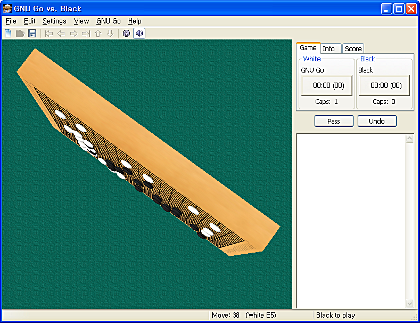 GNU Go vs. Black
File Edit Settings View GNU Go Help
Game Info Score
White Black
GNU Go Black
00:00 (00) 00:00 (00)
Caps: 1 Caps: 3
Pass Undo
Move: 38 (White E5) Black to play